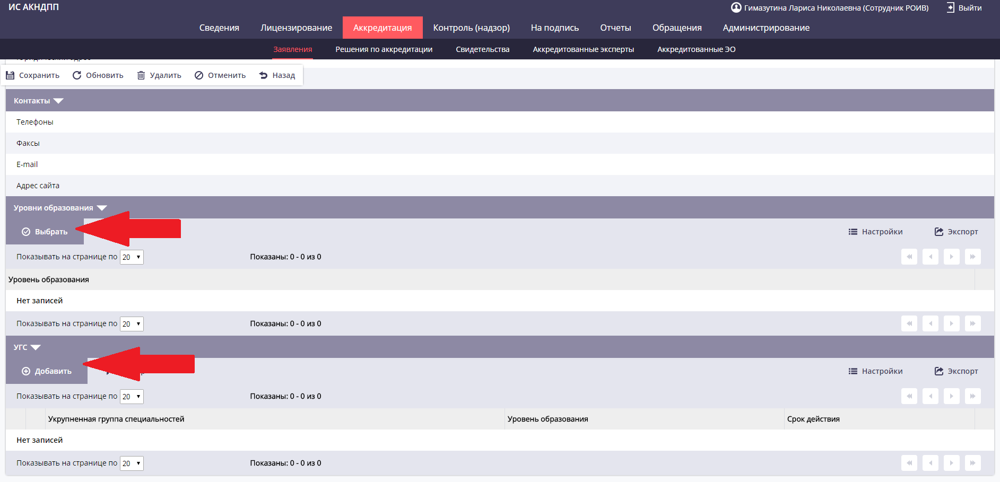 ИС АКНДПП
Гимазутина Лариса Николаевна (Сотрудник РОИВ) Выйти
Сведения Лицензирование Аккредитация Контроль (надзор) На подпись Отчеты Обращения Администрирование
Заявления Решения по аккредитации Свидетельства Аккредитованные эксперты Аккредитованные ЭО
Сохранить Обновить Удалить Отменить Назад
Контакты
Телефоны
Факсы
E-mail
Адрес сайта
Уровни образования
Выбрать Настройки Экспорт
Показывать на странице по 20 Показаны: 0 - 0 из 0
Уровень образования
Нет записей
Показывать на странице по 20 Показаны: 0 - 0 из 0
УГС
Добавить Настройки Экспорт
Показывать на странице по 20 Показаны: 0 - 0 из 0
Укрупненная группа специальностей Уровень образования Срок действия
Нет записей
Показывать на странице по 20 Показаны: 0 - 0 из 0